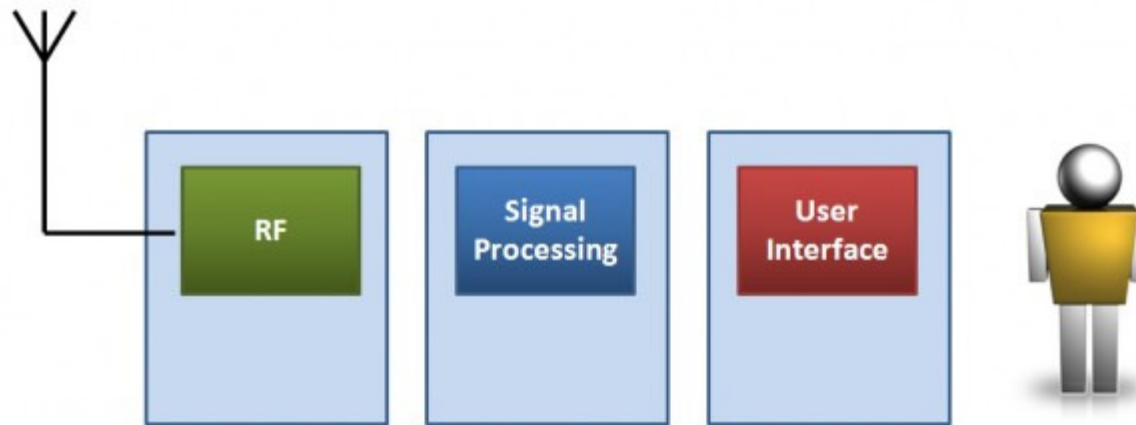 RF
Signal
Processing
User
Interface